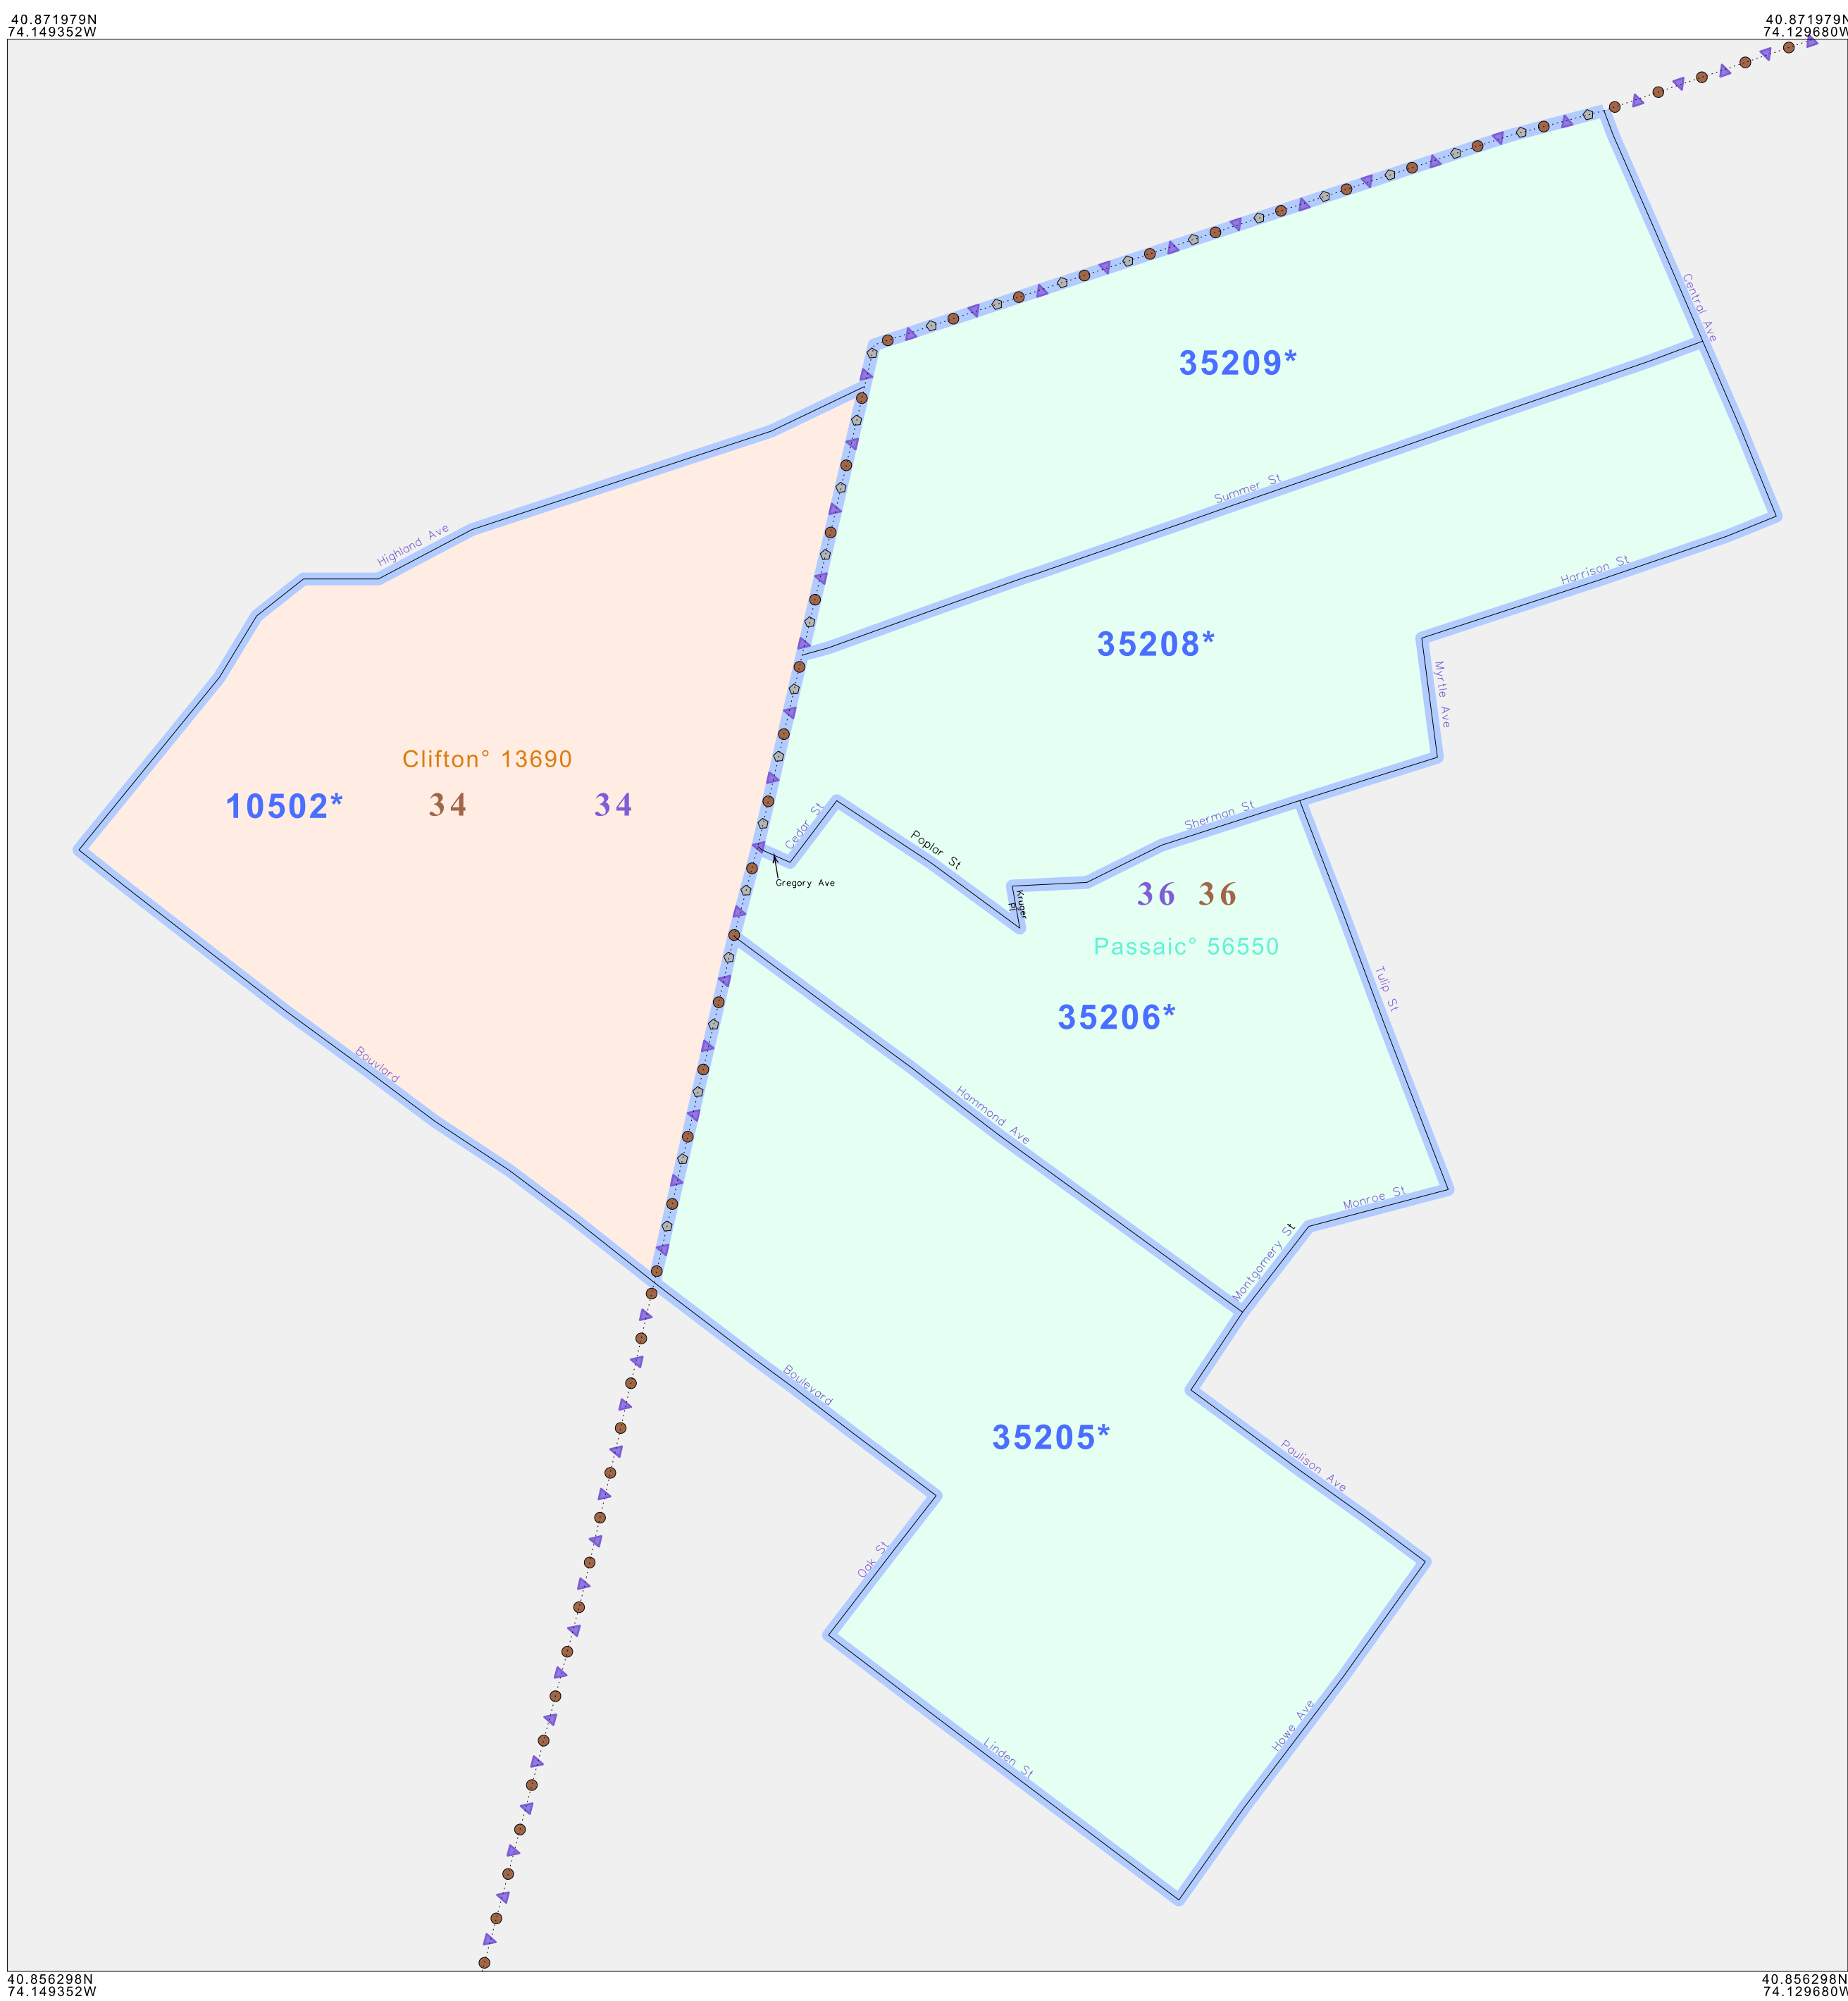 40.871979N
74.149352W
40.871979N
74.129680W
Central Ave
35209*
Summer St
Highland Ave
Harrison St
35208*
Myrtle Ave
Clifton° 13690
10502* 34 34
Cedar St
Poplar St
Sherman St
Gregory Ave
Kruger
Pl
36 36
Passaic° 56550
Tulip St
35206*
Bouvlard
Hammond Ave
Monroe St
Montgomery St
Boulevard
35205*
Paulison Ave
Oak St
Howe Ave
Linden St
40.856298N
74.149352W
40.856298N
74.129680W